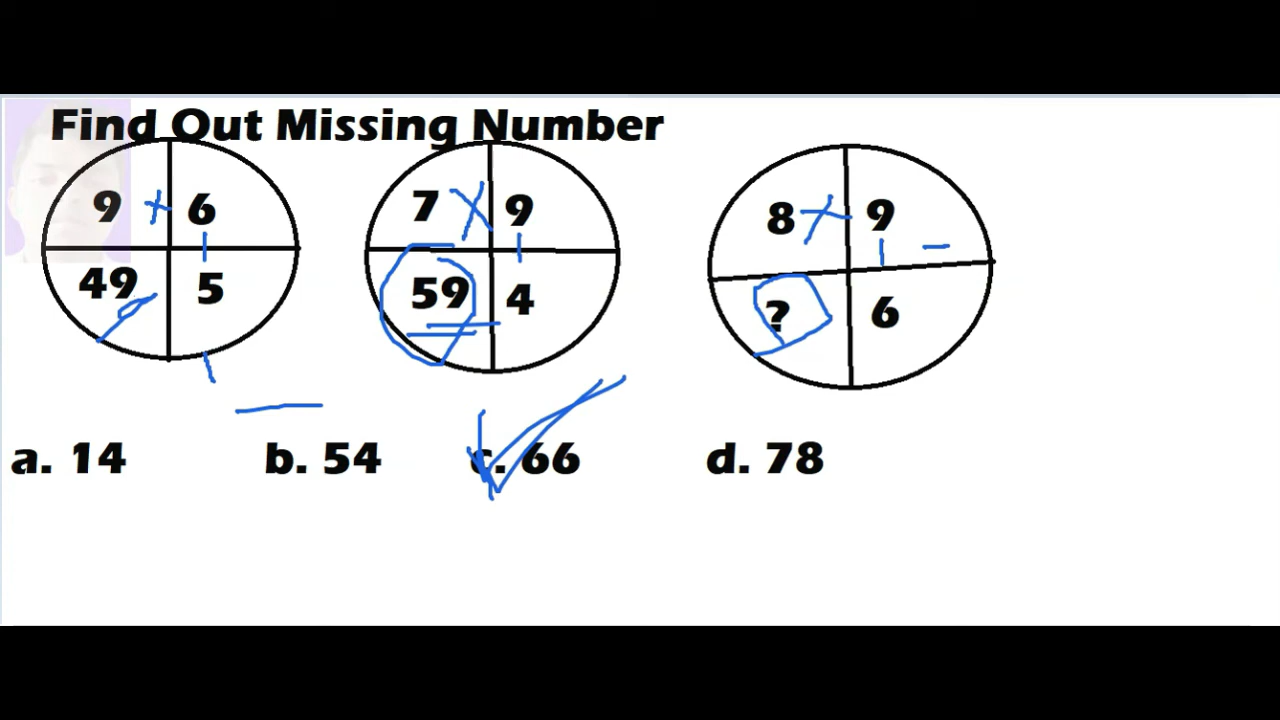 Find Out Missing Number
9 × 6 7 × 9 8 × 9
49 5 59 4 ? 6
a. 14 b. 54 c. 66 d. 78